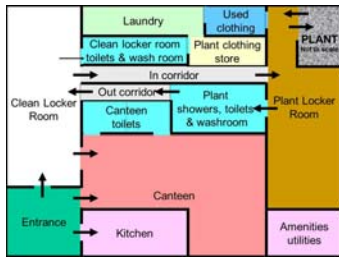 Laundry
Used
clothing
PLANT
Not to scale
Clean locker room
toilets & wash room
Plant clothing
store
In corridor
Out corridor
Clean Locker
Room
Canteen
toilets
Plant
showers, toilets
& washroom
Plant Locker
Room
Canteen
Entrance
Kitchen
Amenities
utilities